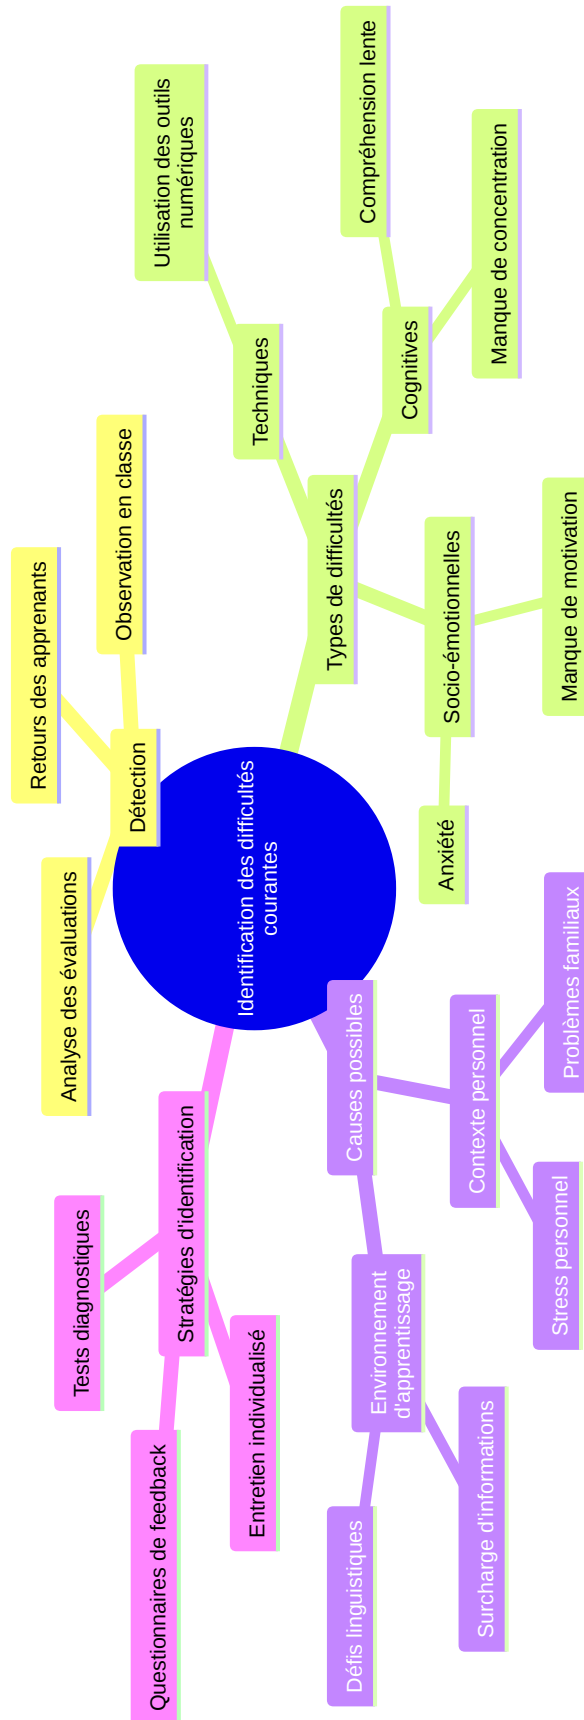 Identification des difficultés
courantes
Détection
Analyse des évaluations
Retours des apprenants
Observation en classe
Types de difficultés
Techniques
Utilisation des outils
numériques
Cognitives
Compréhension lente
Manque de concentration
Socio-émotionnelles
Anxiété
Manque de motivation
Causes possibles
Environnement
d'apprentissage
Défis linguistiques
Surcharge d'informations
Contexte personnel
Stress personnel
Problèmes familiaux
Stratégies d'identification
Questionnaires de feedback
Tests diagnostiques
Entretien individualisé